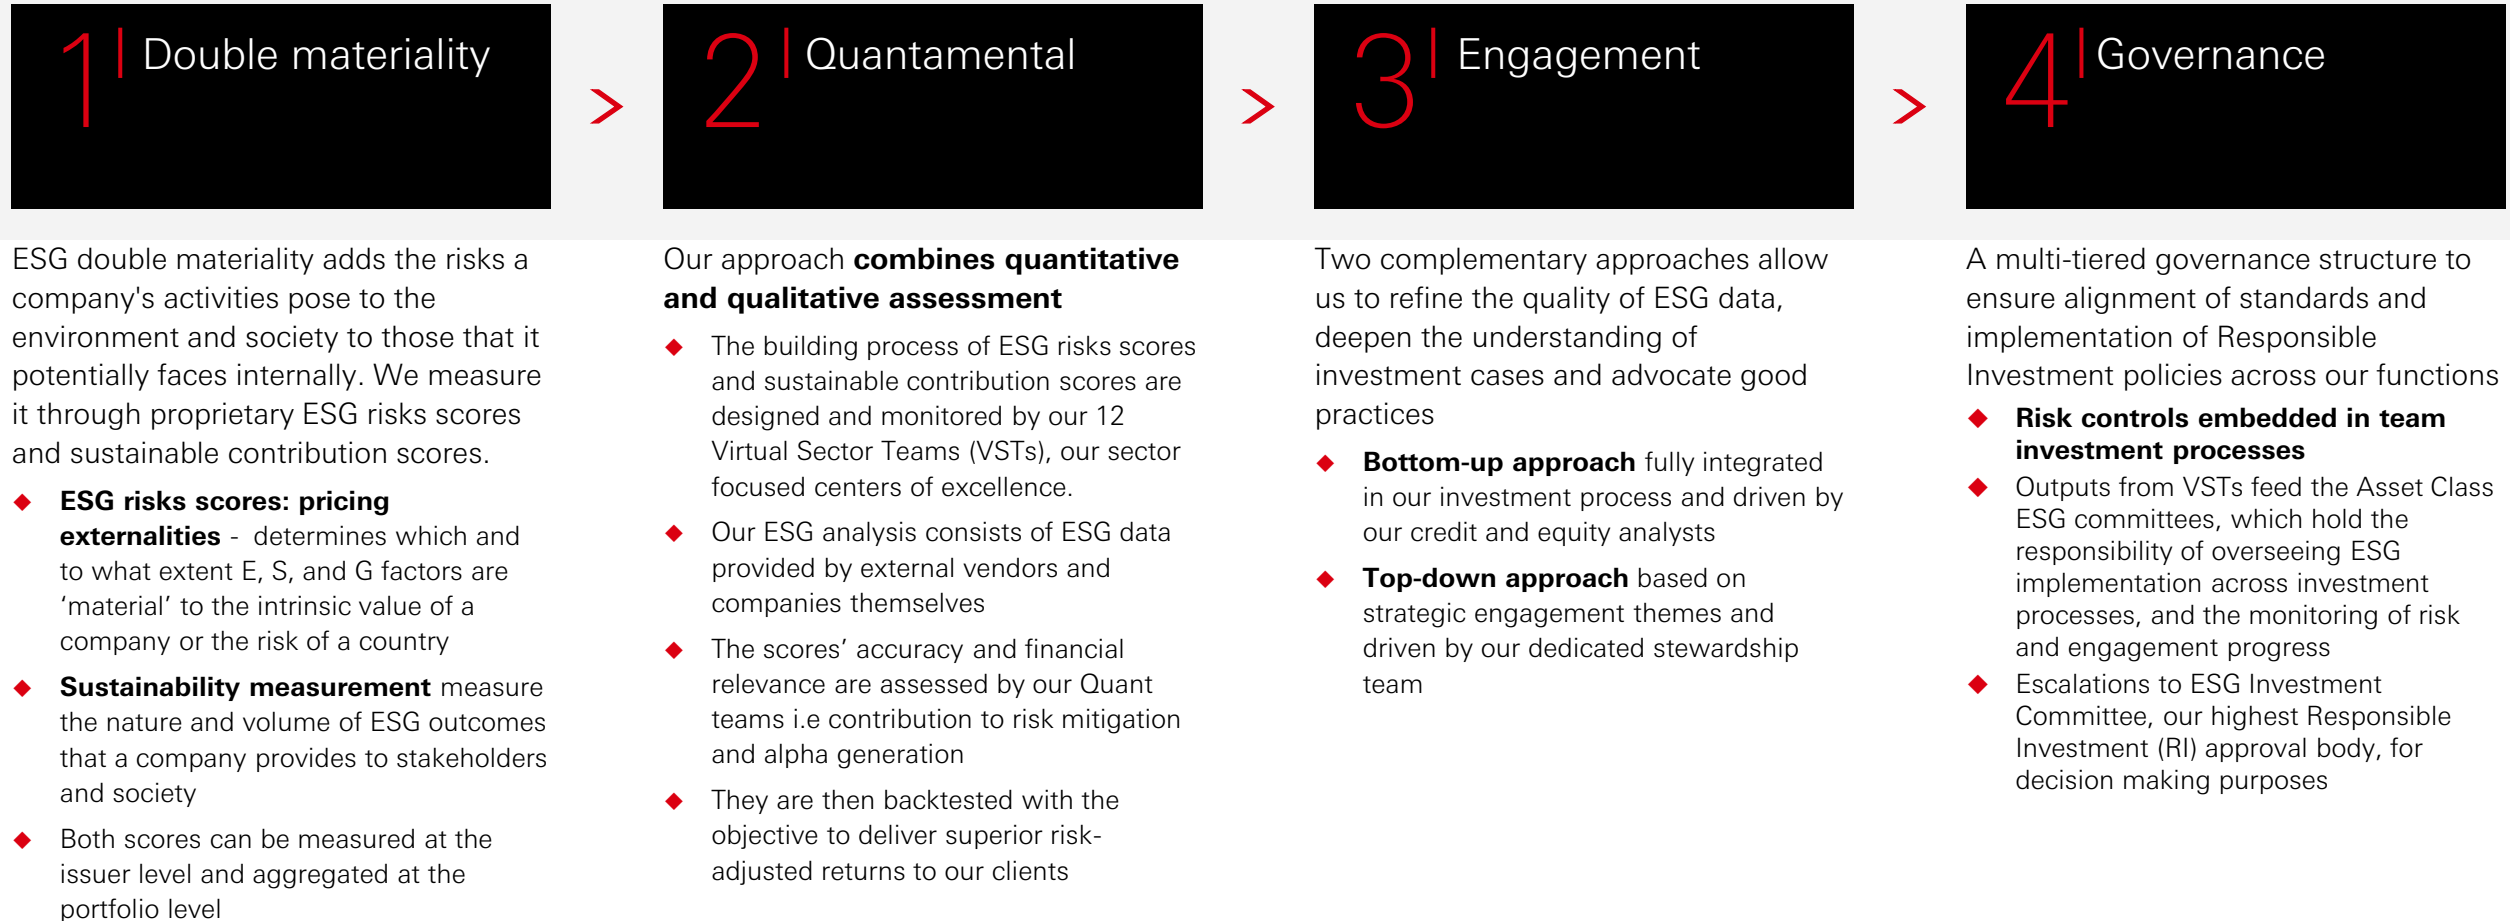 1 Double materiality
ESG double materiality adds the risks a
company's activities pose to the
environment and society to those that it
potentially faces internally. We measure
it through proprietary ESG risks scores
and sustainable contribution scores.
◆ ESG risks scores: pricing
externalities - determines which and
to what extent E, S, and G factors are
‘material’ to the intrinsic value of a
company or the risk of a country
◆ Sustainability measurement measure
the nature and volume of ESG outcomes
that a company provides to stakeholders
and society
◆ Both scores can be measured at the
issuer level and aggregated at the
portfolio level
2 Quantamental
Our approach combines quantitative
and qualitative assessment
◆ The building process of ESG risks scores
and sustainable contribution scores are
designed and monitored by our 12
Virtual Sector Teams (VSTs), our sector
focused centers of excellence.
◆ Our ESG analysis consists of ESG data
provided by external vendors and
companies themselves
◆ The scores’ accuracy and financial
relevance are assessed by our Quant
teams i.e contribution to risk mitigation
and alpha generation
◆ They are then backtested with the
objective to deliver superior risk-
adjusted returns to our clients
3 Engagement
Two complementary approaches allow
us to refine the quality of ESG data,
deepen the understanding of
investment cases and advocate good
practices
◆ Bottom-up approach fully integrated
in our investment process and driven by
our credit and equity analysts
◆ Top-down approach based on
strategic engagement themes and
driven by our dedicated stewardship
team
4 Governance
A multi-tiered governance structure to
ensure alignment of standards and
implementation of Responsible
Investment policies across our functions
◆ Risk controls embedded in team
investment processes
◆ Outputs from VSTs feed the Asset Class
ESG committees, which hold the
responsibility of overseeing ESG
implementation across investment
processes, and the monitoring of risk
and engagement progress
◆ Escalations to ESG Investment
Committee, our highest Responsible
Investment (RI) approval body, for
decision making purposes